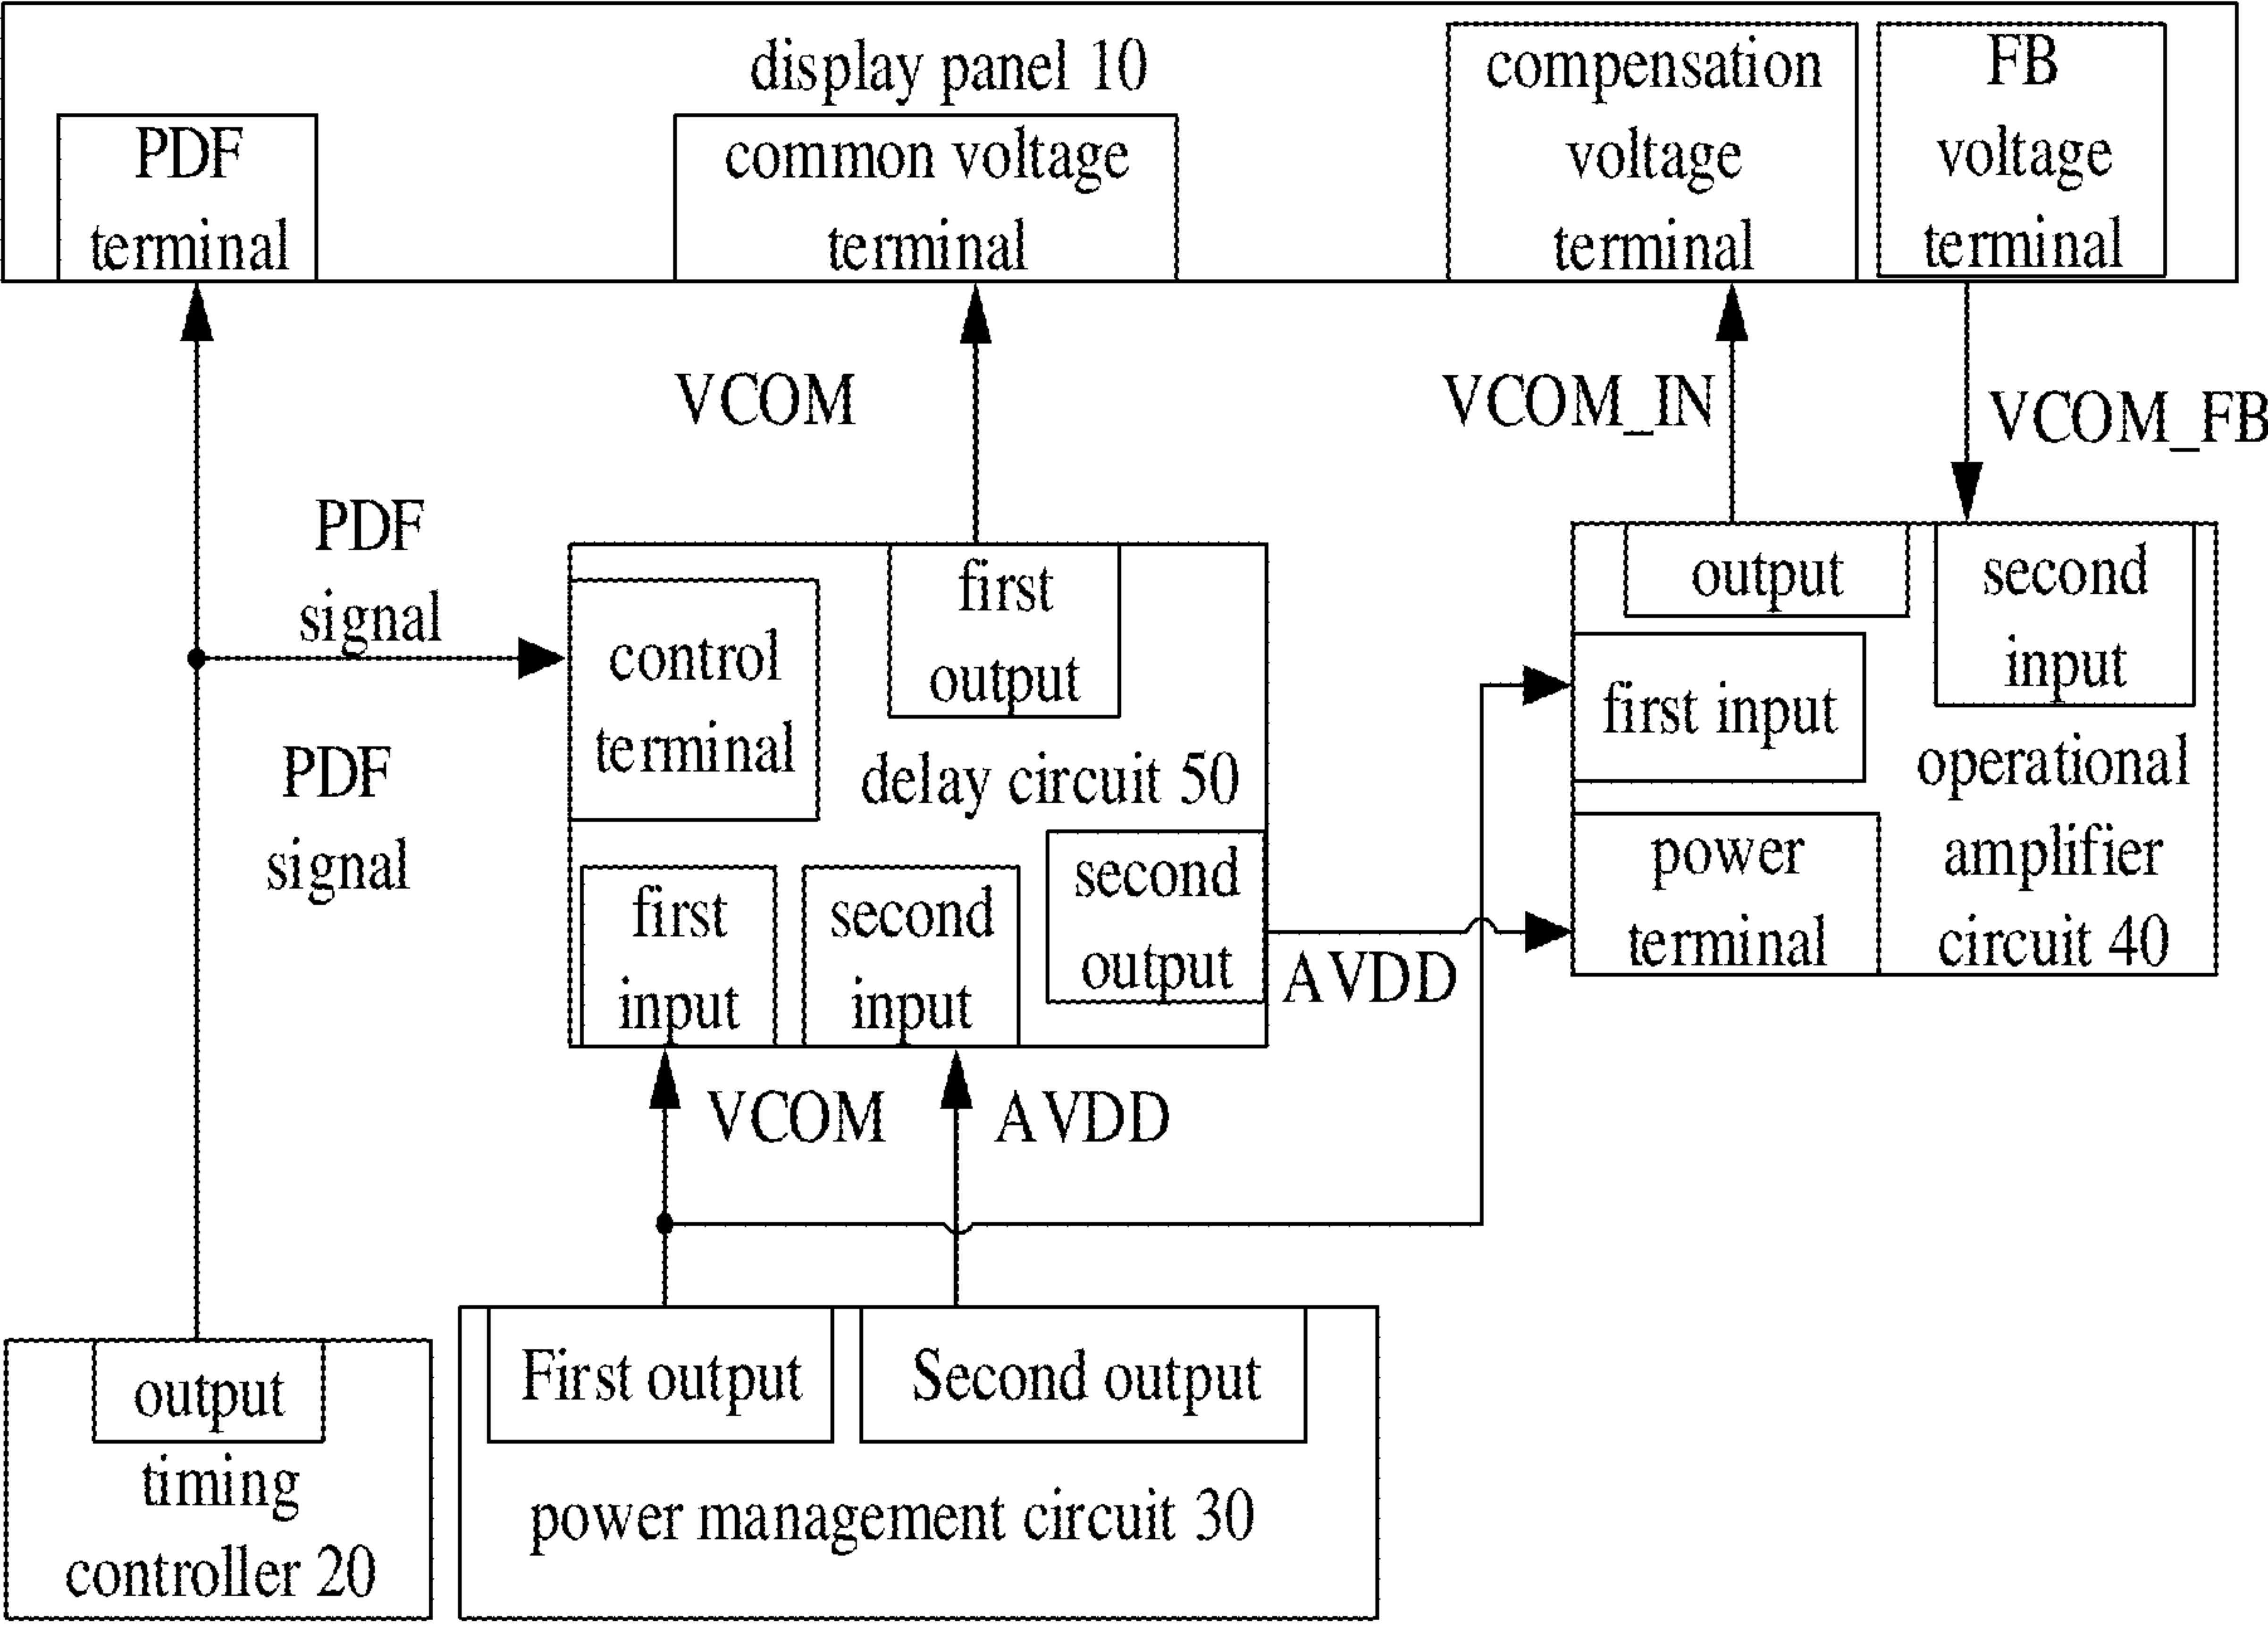 display panel 10
PDF
terminal
common voltage
terminal
compensation
voltage
terminal
FB
voltage
terminal
VCOM
VCOM_IN
VCOM_FB
PDF
signal
PDF
signal
control
terminal
first
output
delay circuit 50
first
input
second
input
second
output
output
second
input
first input
operational
amplifier
circuit 40
power
terminal
AVDD
VCOM
AVDD
output
timing
controller 20
First output
Second output
power management circuit 30